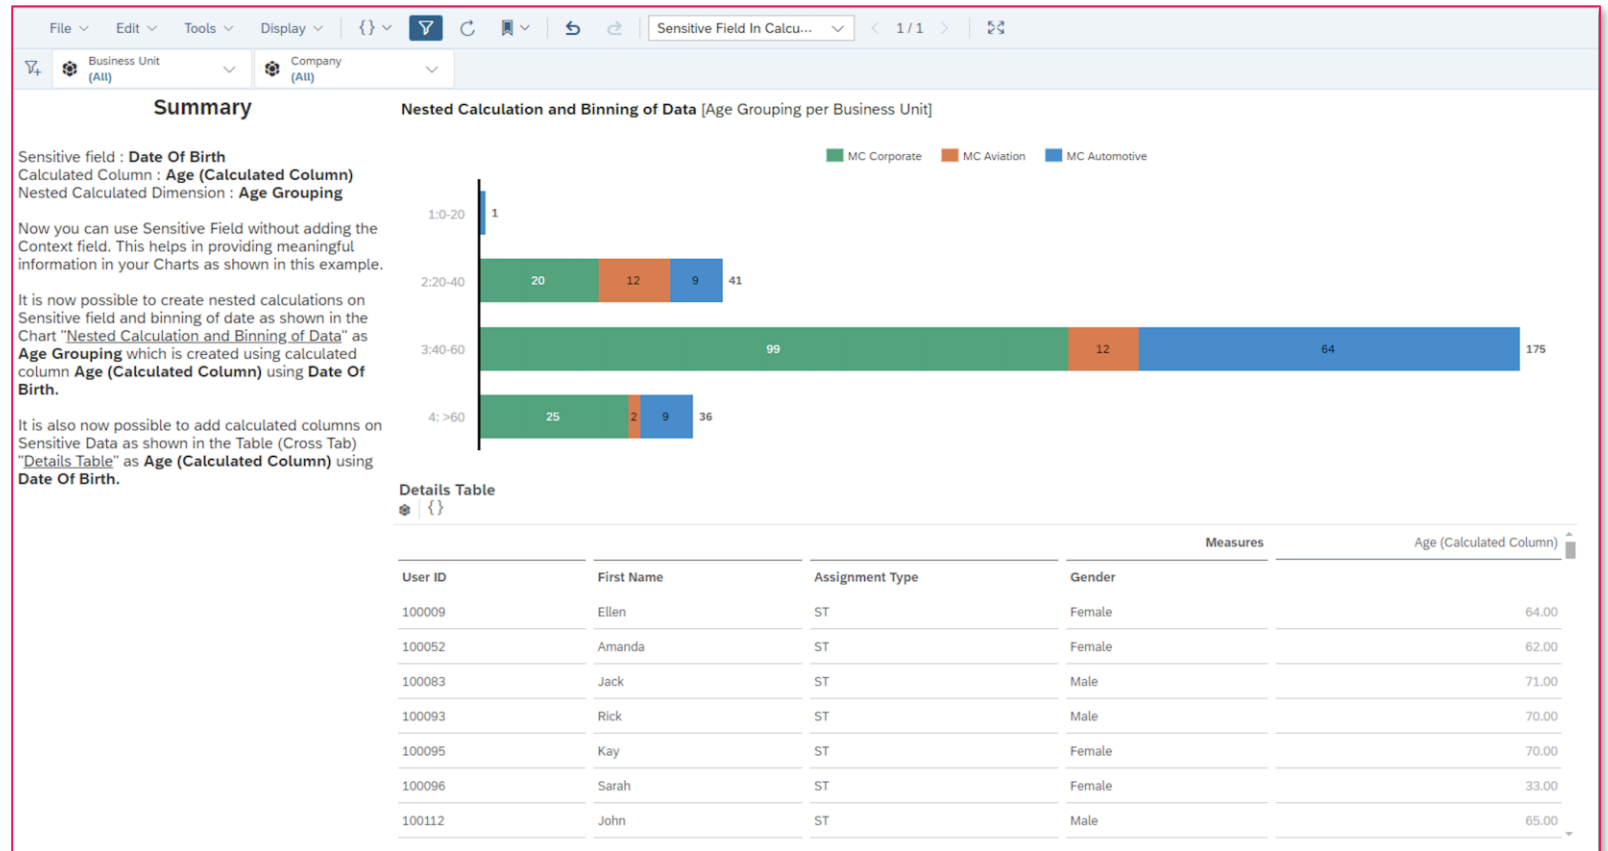 File Edit Tools Display {} Sensitive Field In Calcu... 1 / 1
Business Unit
(All)
Company
(All)
Summary
Sensitive field : Date Of Birth
Calculated Column : Age (Calculated Column)
Nested Calculated Dimension : Age Grouping
Now you can use Sensitive Field without adding the
Context field. This helps in providing meaningful
information in your Charts as shown in this example.
It is now possible to create nested calculations on
Sensitive field and binning of date as shown in the
Chart "Nested Calculation and Binning of Data" as
Age Grouping which is created using calculated
column Age (Calculated Column) using Date Of
Birth.
It is also now possible to add calculated columns on
Sensitive Data as shown in the Table (Cross Tab)
"Details Table" as Age (Calculated Column) using
Date Of Birth.
Nested Calculation and Binning of Data [Age Grouping per Business Unit]
MC Corporate MC Aviation MC Automotive
1:0-20 1
2:20-40 20 12 9 41
3:40-60 99 12 64 175
4: >60 25 2 9 36
Details Table
{}
Measures Age (Calculated Column)
User ID First Name Assignment Type Gender
100009 Ellen ST Female 64.00
100052 Amanda ST Female 62.00
100083 Jack ST Male 71.00
100093 Rick ST Male 70.00
100095 Kay ST Female 70.00
100096 Sarah ST Female 33.00
100112 John ST Male 65.00